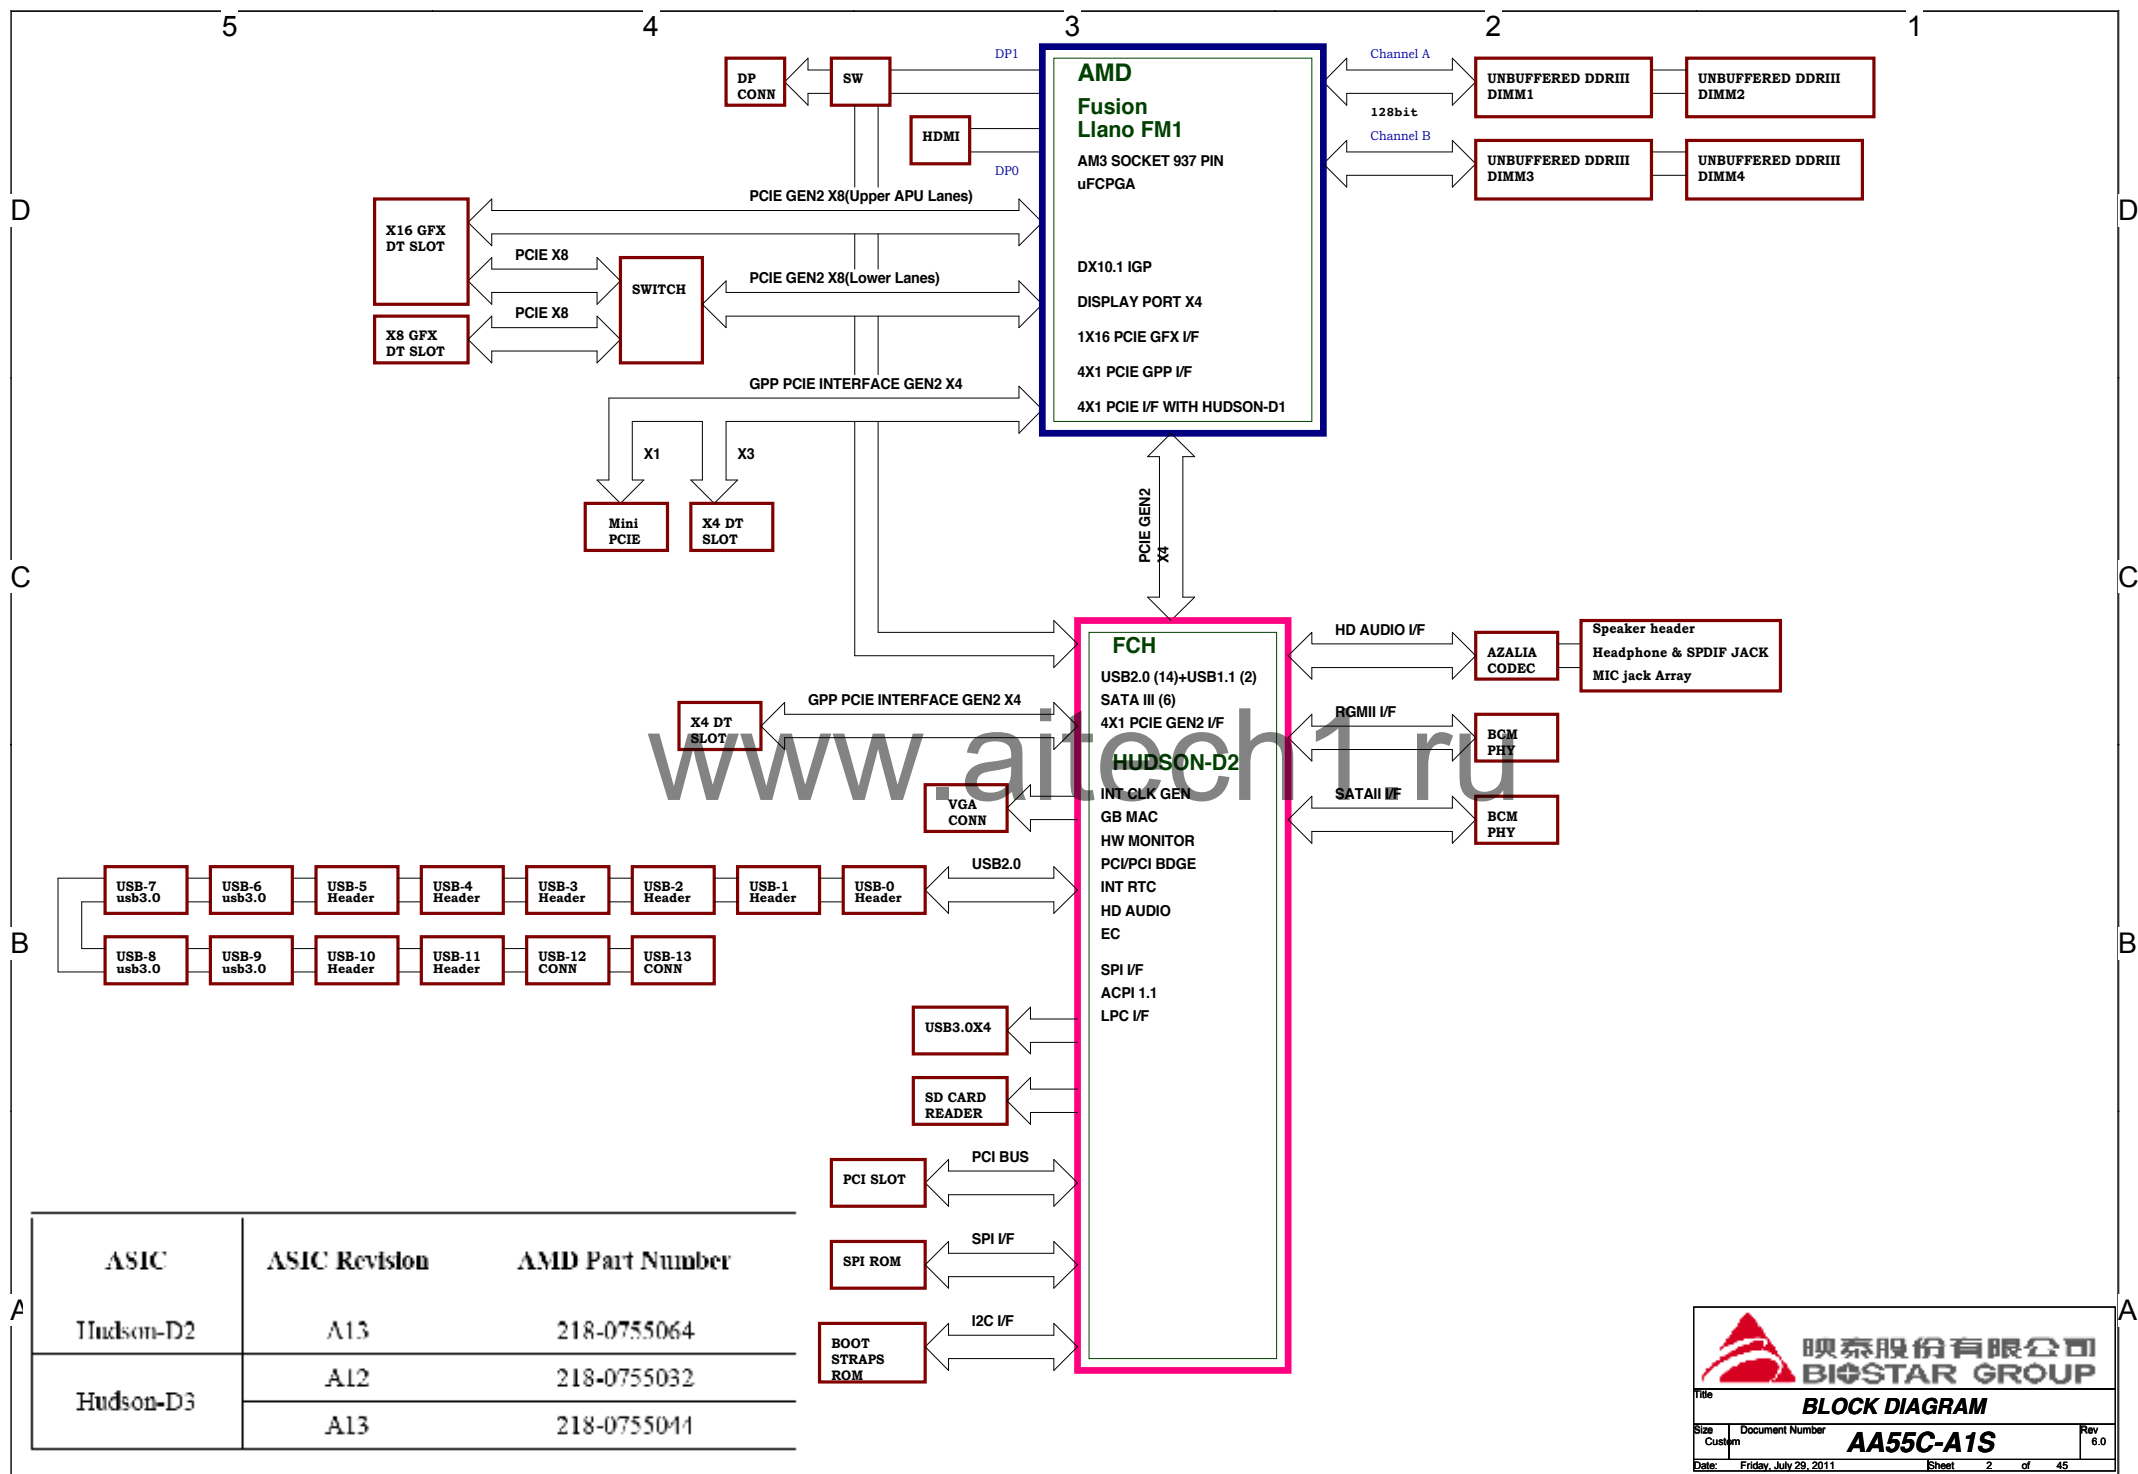 5
4
3
2
1
D
C
B
A
D
C
B
A
DP
CONN
SW
DP1
HDMI
DP0
AMD
Fusion
Llano FM1
AM3 SOCKET 937 PIN
uFCPGA
DX10.1 IGP
DISPLAY PORT X4
1X16 PCIE GFX I/F
4X1 PCIE GPP I/F
4X1 PCIE I/F WITH HUDSON-D1
Channel A
128bit
Channel B
UNBUFFERED DDRIII
DIMM1
UNBUFFERED DDRIII
DIMM2
UNBUFFERED DDRIII
DIMM3
UNBUFFERED DDRIII
DIMM4
PCIE GEN2 X8(Upper APU Lanes)
X16 GFX
DT SLOT
PCIE X8
SWITCH
PCIE GEN2 X8(Lower Lanes)
PCIE X8
X8 GFX
DT SLOT
GPP PCIE INTERFACE GEN2 X4
X1
X3
Mini
PCIE
X4 DT
SLOT
PCIE GEN2
X4
FCH
USB2.0 (14)+USB1.1 (2)
SATA III (6)
4X1 PCIE GEN2 I/F
HUDSON-D2
INT CLK GEN
GB MAC
HW MONITOR
PCI/PCI BDGE
INT RTC
HD AUDIO
EC
SPI I/F
ACPI 1.1
LPC I/F
HD AUDIO I/F
AZALIA
CODEC
Speaker header
Headphone & SPDIF JACK
MIC jack Array
RGMII I/F
BCM
PHY
SATAII I/F
BCM
PHY
GPP PCIE INTERFACE GEN2 X4
X4 DT
SLOT
www.aitech1.ru
VGA
CONN
USB2.0
USB-7
usb3.0
USB-6
usb3.0
USB-5
Header
USB-4
Header
USB-3
Header
USB-2
Header
USB-1
Header
USB-0
Header
USB-8
usb3.0
USB-9
usb3.0
USB-10
Header
USB-11
Header
USB-12
CONN
USB-13
CONN
USB3.0X4
SD CARD
READER
PCI BUS
PCI SLOT
SPI I/F
SPI ROM
I2C I/F
BOOT
STRAPS
ROM
ASIC ASIC Revision AMD Part Number
Hudson-D2 A13 218-0755064
Hudson-D3 A12 218-0755032
A13 218-0755044
映泰股份有限公司
BIOSTAR GROUP
Title
BLOCK DIAGRAM
Size Document Number Rev
Custom AA55C-A1S 6.0
Date: Friday, July 29, 2011 Sheet 2 of 45